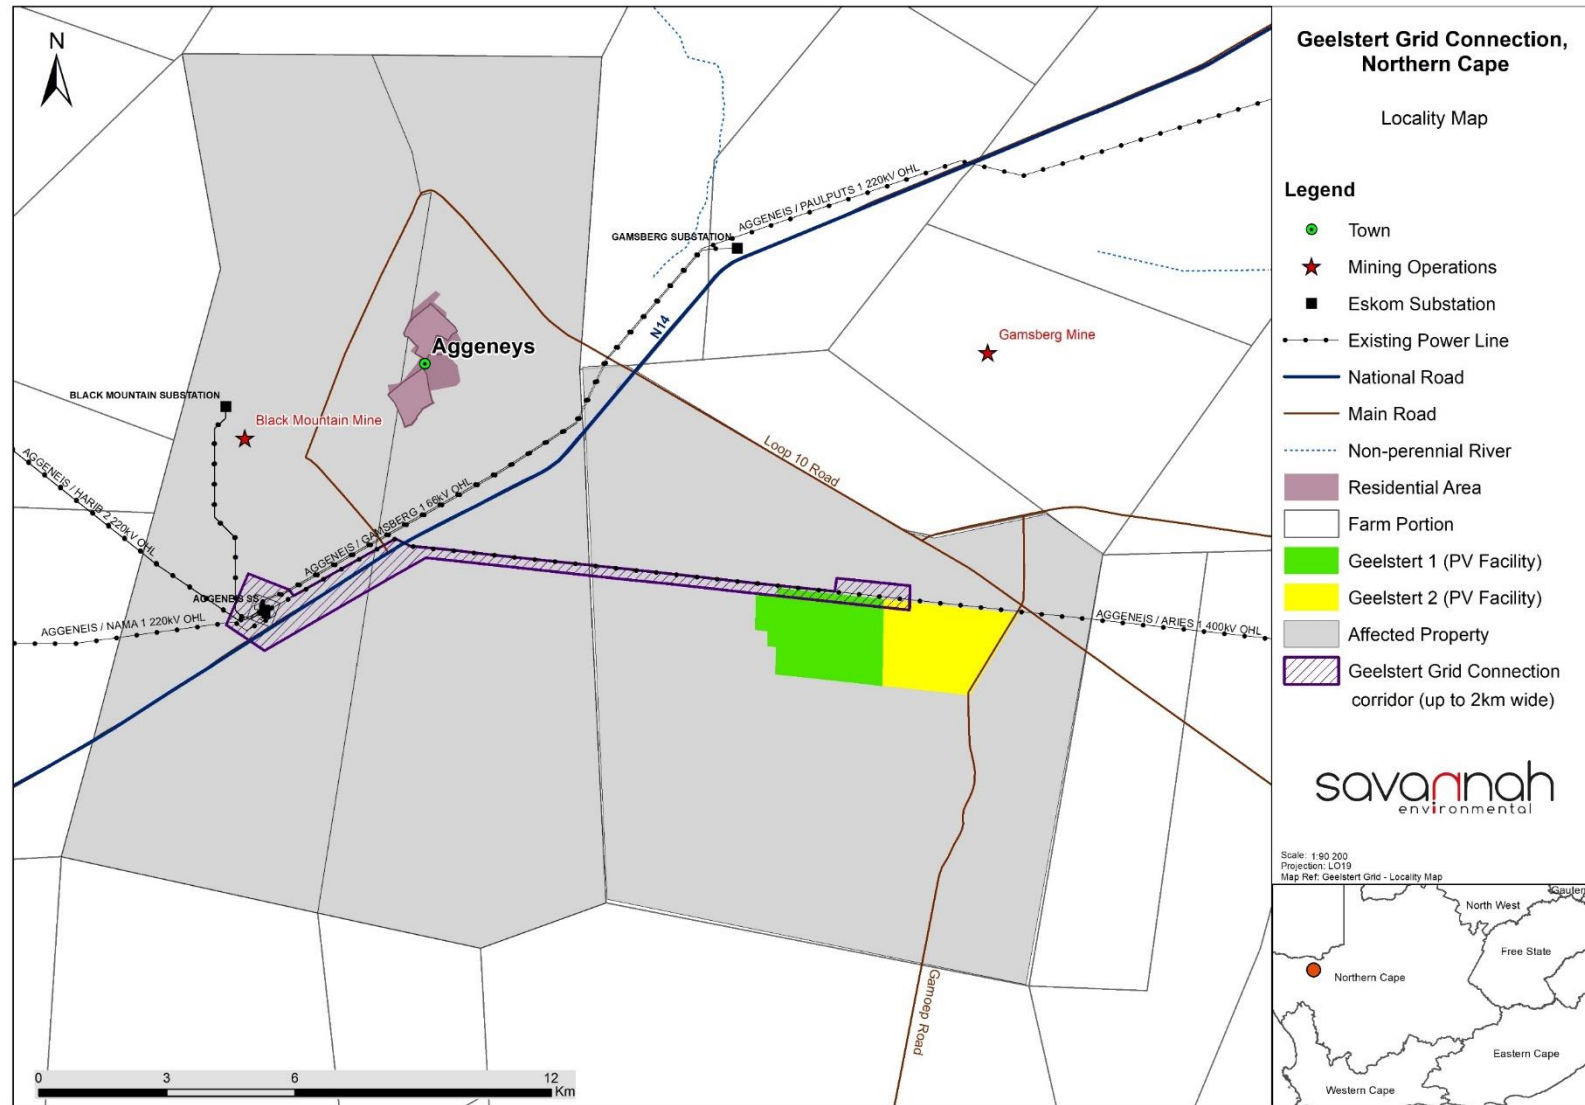 N
GAMSBERG SUBSTATION
AGGENEIS / PAULPUTS 1 220kV OHL
N14
Aggeneys
Gamsberg Mine
BLACK MOUNTAIN SUBSTATION
Black Mountain Mine
Loop 10 Road
AGGENEIS / HARIB 2 220kV OHL
AGGENEIS / GAMSBERG 1 66kV OHL
AGGENEIS SS
AGGENEIS / NAMA 1 220kV OHL
AGGENEIS / ARIES 1 400kV OHL
Gamoep Road
0 3 6 12
Km
Geelstert Grid Connection,
Northern Cape
Locality Map
Legend
Town
Mining Operations
Eskom Substation
Existing Power Line
National Road
Main Road
Non-perennial River
Residential Area
Farm Portion
Geelstert 1 (PV Facility)
Geelstert 2 (PV Facility)
Affected Property
Geelstert Grid Connection
corridor (up to 2km wide)
savannah
environmental
Scale: 1:90 200
Projection: LO19
Map Ref: Geelstert Grid - Locality Map
Gauten
North West
Free State
Northern Cape
Eastern Cape
Western Cape